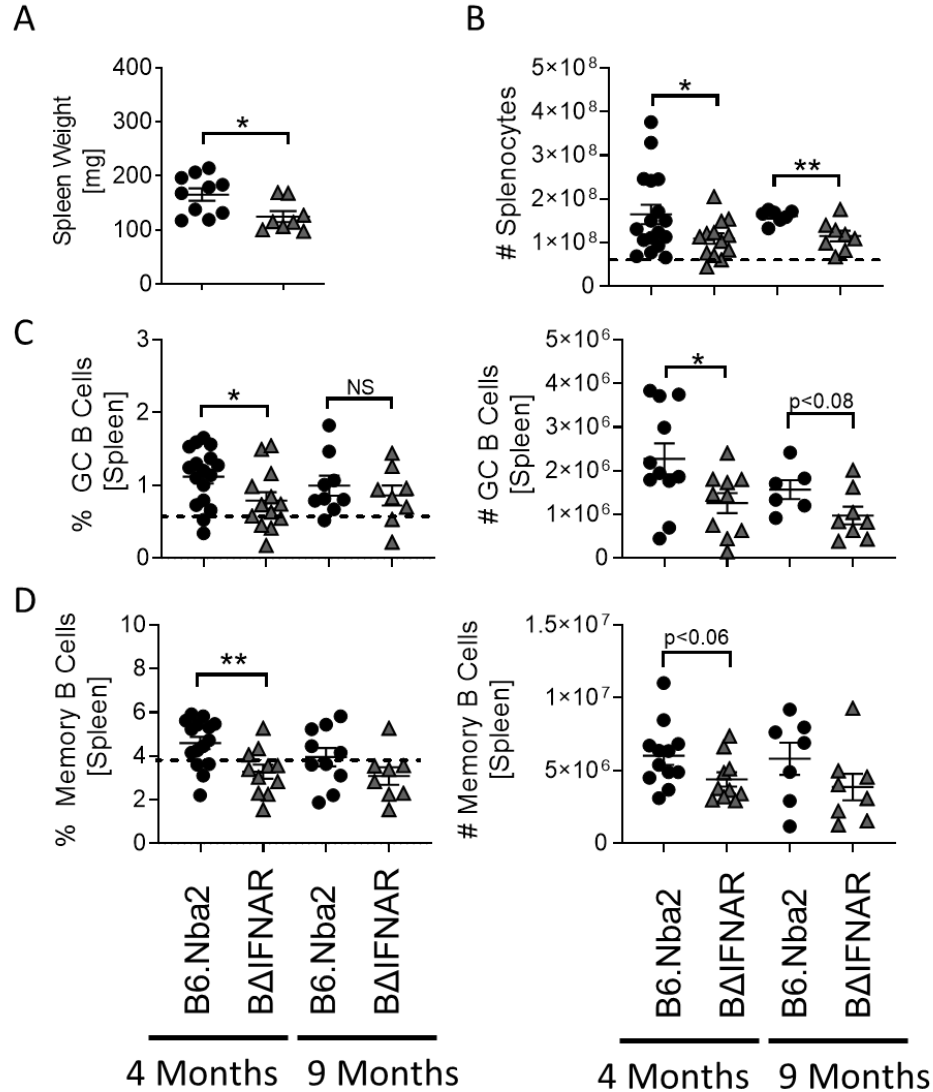 A
Spleen Weight
[mg]
400
300
200
100
0
*
B
# Splenocytes
5×10⁸
4×10⁸
3×10⁸
2×10⁸
1×10⁸
0
*
**
C
% GC B Cells
[Spleen]
3
2
1
0
*
NS
# GC B Cells
[Spleen]
5×10⁶
4×10⁶
3×10⁶
2×10⁶
1×10⁶
0
*
p<0.08
D
% Memory B Cells
[Spleen]
10
8
6
4
2
0
**
# Memory B Cells
[Spleen]
1.5×10⁷
1×10⁷
5×10⁶
0
p<0.06
B6.Nba2
BΔIFNAR
B6.Nba2
BΔIFNAR
B6.Nba2
BΔIFNAR
B6.Nba2
BΔIFNAR
4 Months
9 Months
4 Months
9 Months